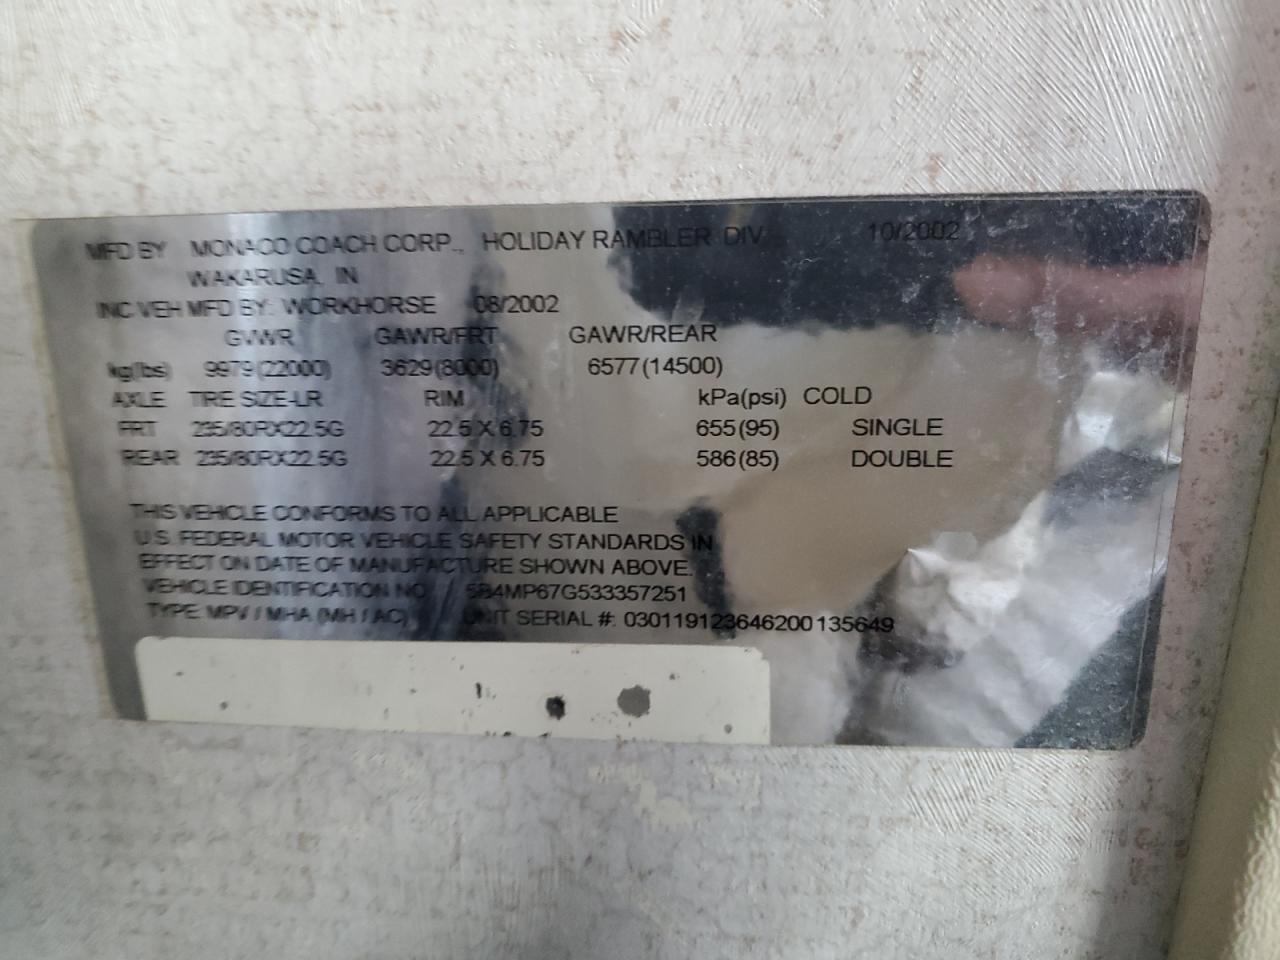 MFD BY MONACO COACH CORP., HOLIDAY RAMBLER DIV 10/2002
WAKARUSA, IN
INC VEH MFD BY: WORKHORSE 08/2002
GVWR GAWR/FRT GAWR/REAR
kg(lbs) 9979(22000) 3629(8000) 6577(14500)
AXLE TIRE SIZE-LR RIM kPa(psi) COLD
FRT 235/80RX22.5G 22.5 X 6.75 655(95) SINGLE
REAR 235/80RX22.5G 22.5 X 6.75 586(85) DOUBLE
THIS VEHICLE CONFORMS TO ALL APPLICABLE
U.S. FEDERAL MOTOR VEHICLE SAFETY STANDARDS IN
EFFECT ON DATE OF MANUFACTURE SHOWN ABOVE.
VEHICLE IDENTIFICATION NO. 5B4MP67G533357251
TYPE: MPV / MHA (MH / AC) UNIT SERIAL #: 030119123646200135649